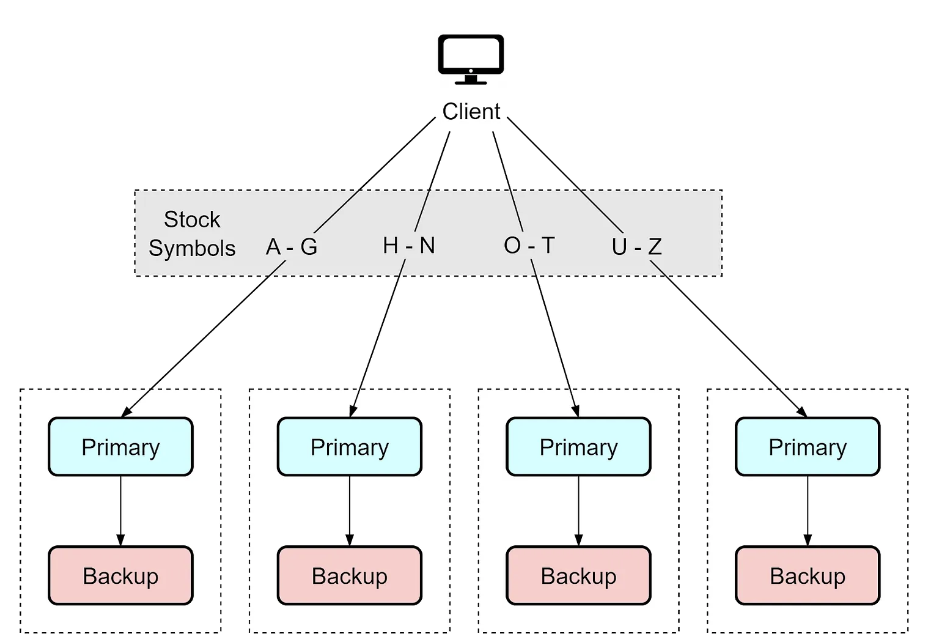 Client
Stock
Symbols
A - G
H - N
O - T
U - Z
Primary
Primary
Primary
Primary
Backup
Backup
Backup
Backup